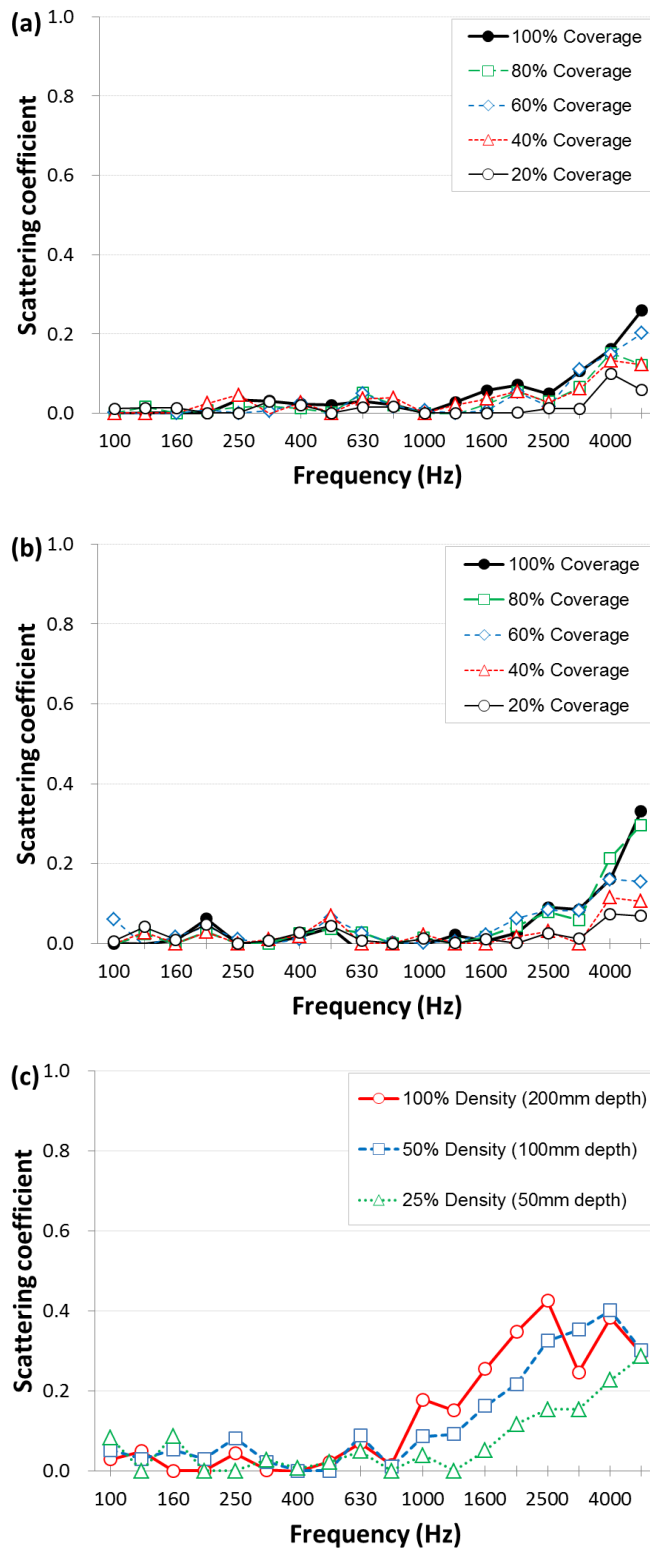 (a)
1.0
0.8
0.6
0.4
0.2
0.0
Scattering coefficient
100% Coverage
80% Coverage
60% Coverage
40% Coverage
20% Coverage
100 160 250 400 630 1000 1600 2500 4000
Frequency (Hz)
(b)
1.0
0.8
0.6
0.4
0.2
0.0
Scattering coefficient
100% Coverage
80% Coverage
60% Coverage
40% Coverage
20% Coverage
100 160 250 400 630 1000 1600 2500 4000
Frequency (Hz)
(c)
1.0
0.8
0.6
0.4
0.2
0.0
Scattering coefficient
100% Density (200mm depth)
50% Density (100mm depth)
25% Density (50mm depth)
100 160 250 400 630 1000 1600 2500 4000
Frequency (Hz)